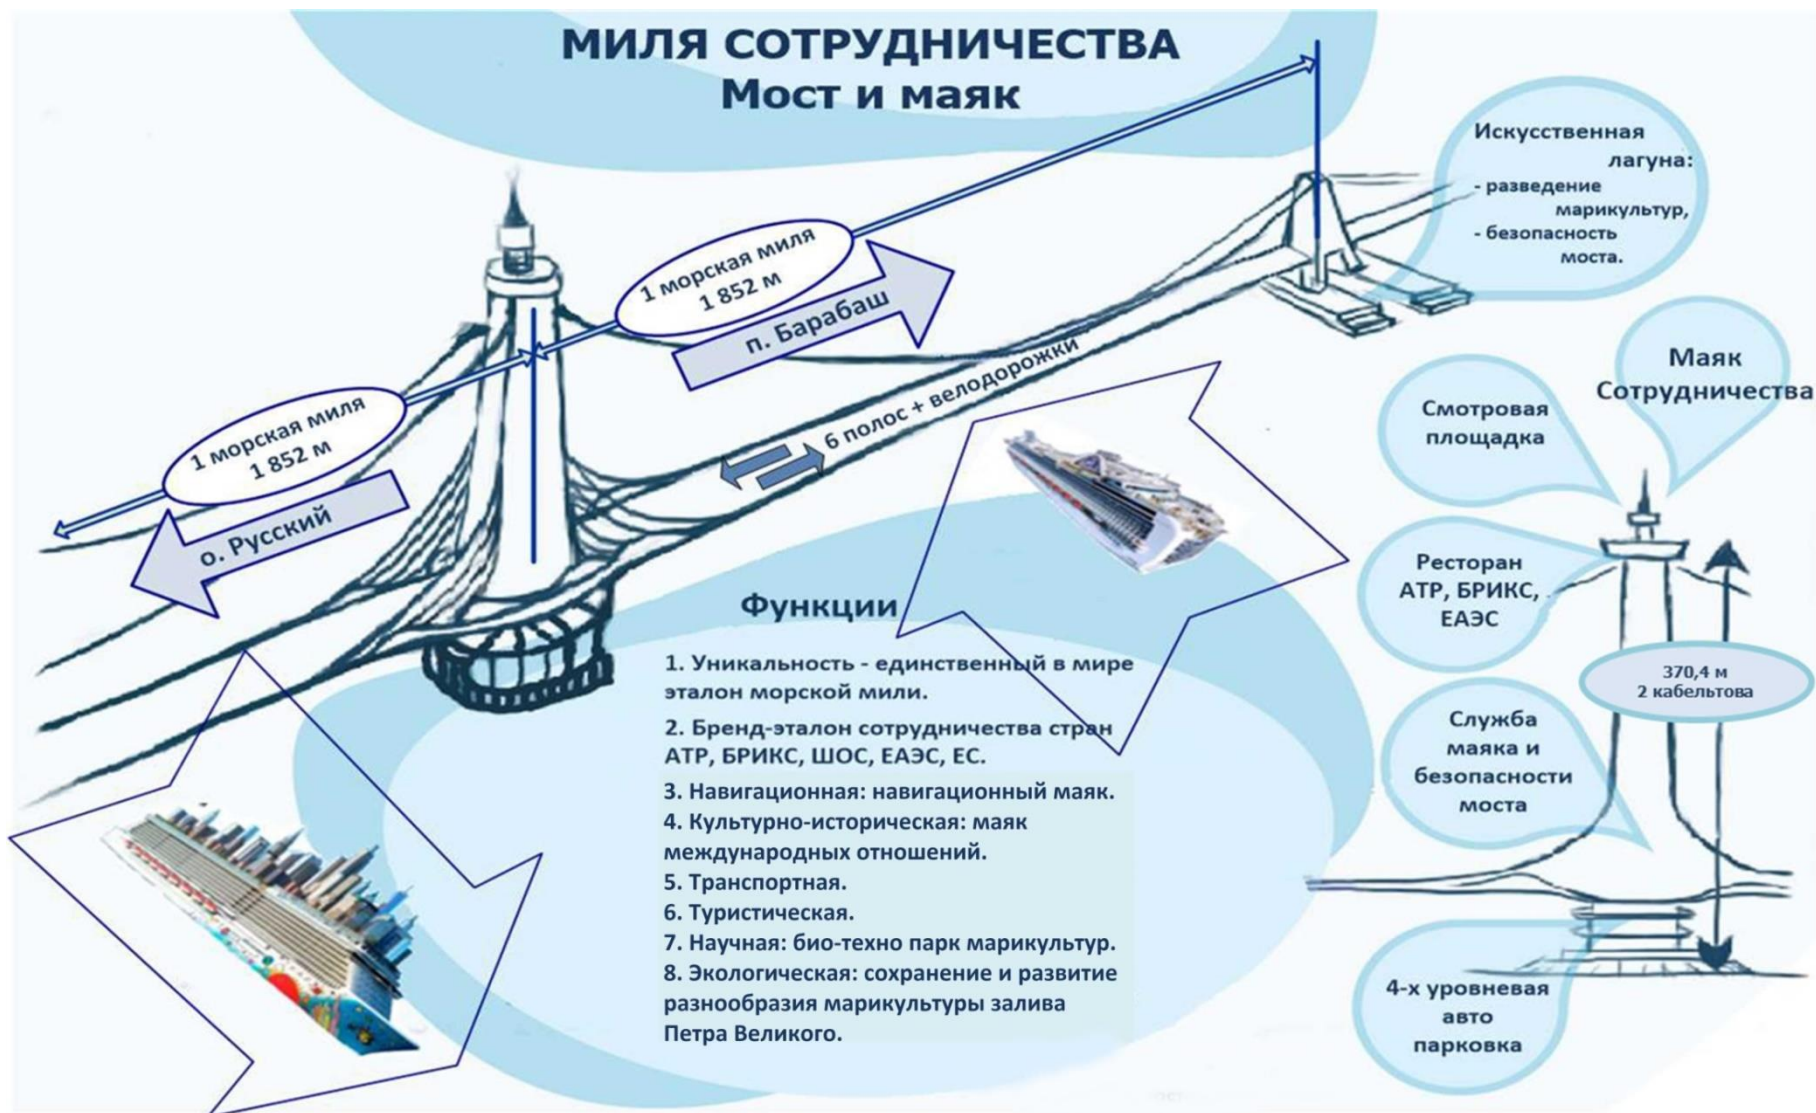 МИЛЯ СОТРУДНИЧЕСТВА
Мост и маяк
Искусственная
лагуна:
- разведение
марикультур,
- безопасность
моста.
1 морская миля
1 852 м
п. Барабаш
1 морская миля
1 852 м
о. Русский
6 полос + велодорожки
Маяк
Сотрудничества
Смотровая
площадка
Ресторан
АТР, БРИКС,
ЕАЭС
370,4 м
2 кабельтова
Служба
маяка и
безопасности
моста
4-х уровневая
авто
парковка
Функции
1. Уникальность - единственный в мире
эталон морской мили.
2. Бренд-эталон сотрудничества стран
АТР, БРИКС, ШОС, ЕАЭС, ЕС.
3. Навигационная: навигационный маяк.
4. Культурно-историческая: маяк
международных отношений.
5. Транспортная.
6. Туристическая.
7. Научная: био-техно парк марикультур.
8. Экологическая: сохранение и развитие
разнообразия марикультуры залива
Петра Великого.